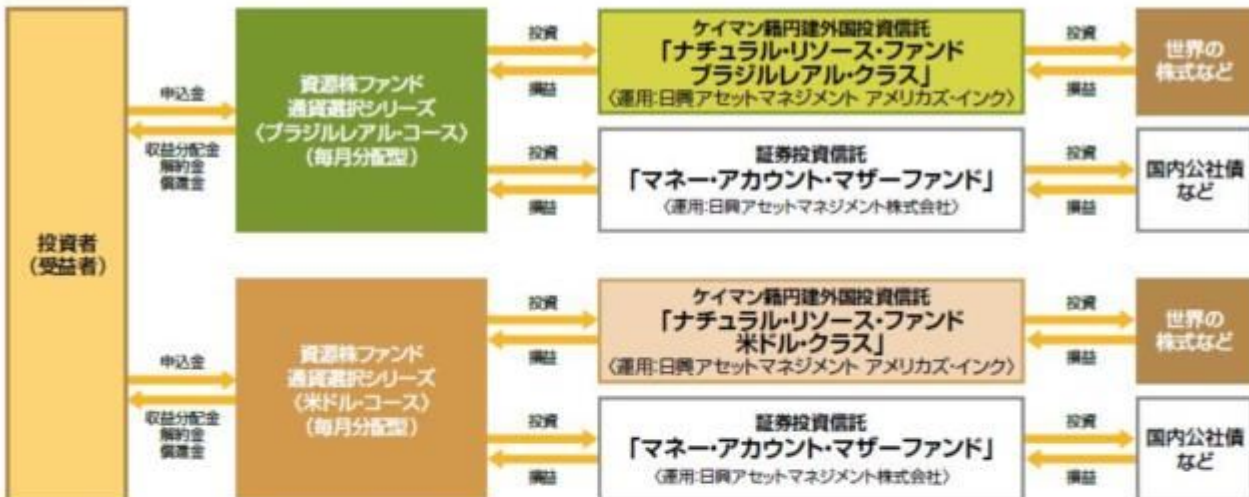 投資者
(受益者)
申込金
収益分配金
解約金
償還金
資源株ファンド
通貨選択シリーズ
〈ブラジルレアル・コース〉
(毎月分配型)
投資
損益
ケイマン籍円建外国投資信託
「ナチュラル・リソース・ファンド
ブラジルレアル・クラス」
〈運用:日興アセットマネジメント アメリカズ・インク〉
投資
損益
世界の
株式など
投資
損益
証券投資信託
「マネー・アカウント・マザーファンド」
〈運用:日興アセットマネジメント株式会社〉
投資
損益
国内公社債
など
申込金
収益分配金
解約金
償還金
資源株ファンド
通貨選択シリーズ
〈米ドル・コース〉
(毎月分配型)
投資
損益
ケイマン籍円建外国投資信託
「ナチュラル・リソース・ファンド
米ドル・クラス」
〈運用:日興アセットマネジメント アメリカズ・インク〉
投資
損益
世界の
株式など
投資
損益
証券投資信託
「マネー・アカウント・マザーファンド」
〈運用:日興アセットマネジメント株式会社〉
投資
損益
国内公社債
など